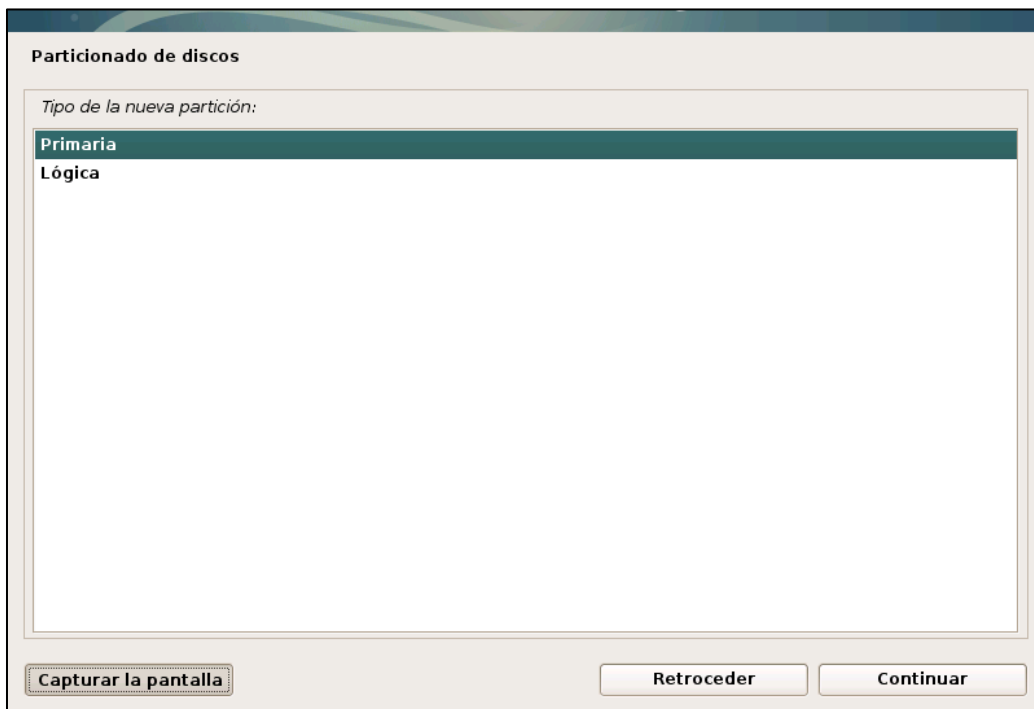 Particionado de discos
Tipo de la nueva partición:
Primaria
Lógica
Capturar la pantalla
Retroceder
Continuar